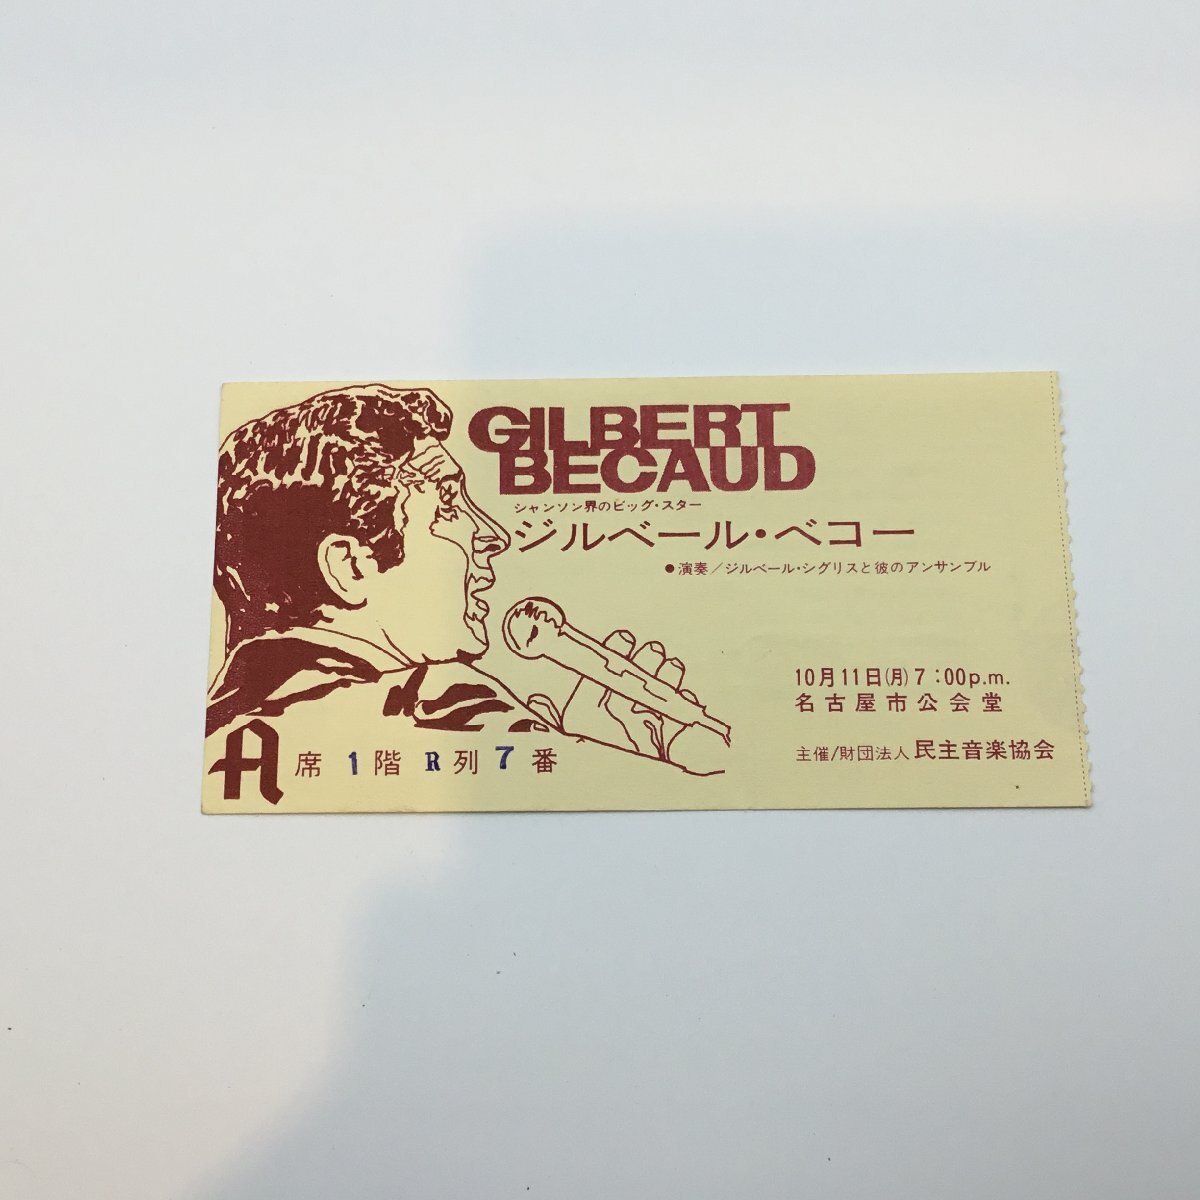 GILBERT
BECAUD
シャンソン界のビッグ・スター
ジルベール・ベコー
●演奏／ジルベール・シグリスと彼のアンサンブル
10月11日(月)7:00p.m.
名古屋市公会堂
主催/財団法人民主音楽協会
A席 1階 R列 7番